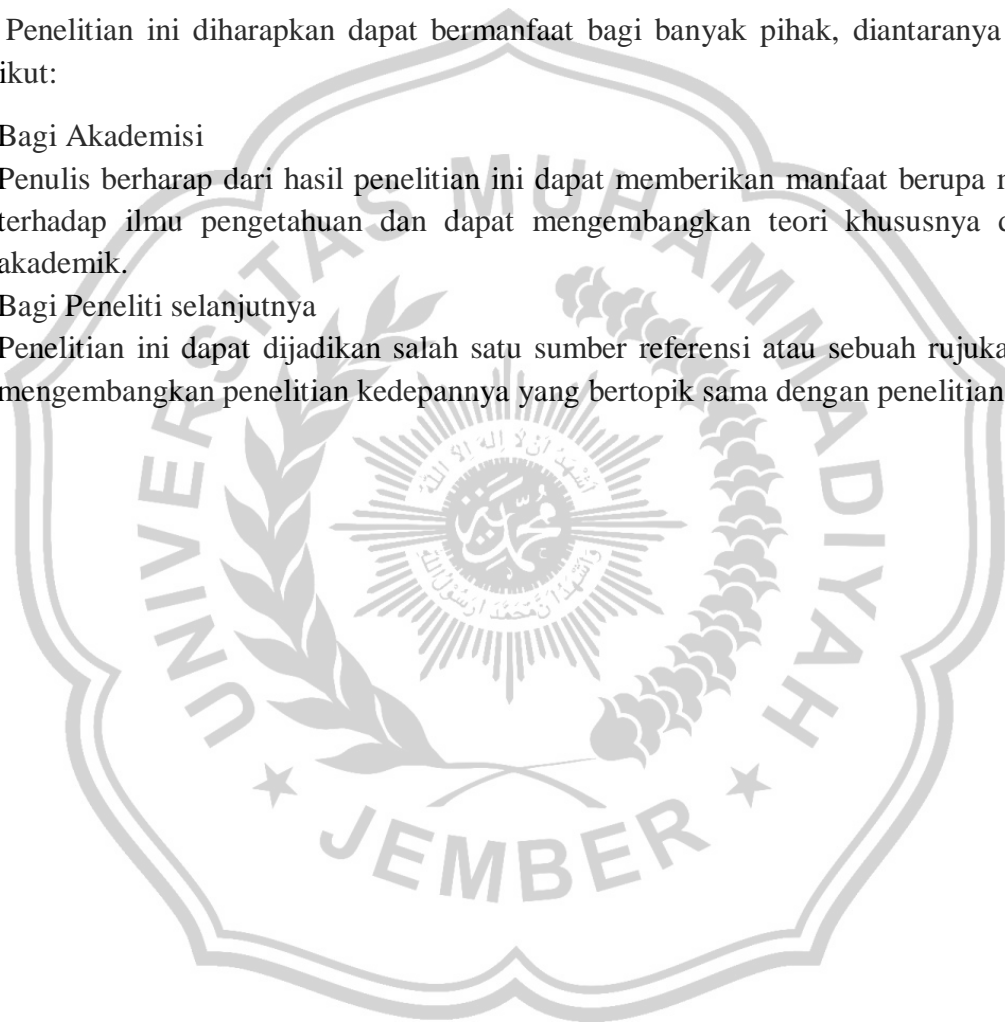 Penelitian ini diharapkan dapat bermanfaat bagi banyak pihak, diantaranya
ikut:
Bagi Akademisi
Penulis berharap dari hasil penelitian ini dapat memberikan manfaat berupa
terhadap ilmu pengetahuan dan dapat mengembangkan teori khususnya
akademik.
Bagi Peneliti selanjutnya
Penelitian ini dapat dijadikan salah satu sumber referensi atau sebuah rujuka
mengembangkan penelitian kedepannya yang bertopik sama dengan penelitian
UNIVERSITAS MUHAMMADIYAH
JEMBER